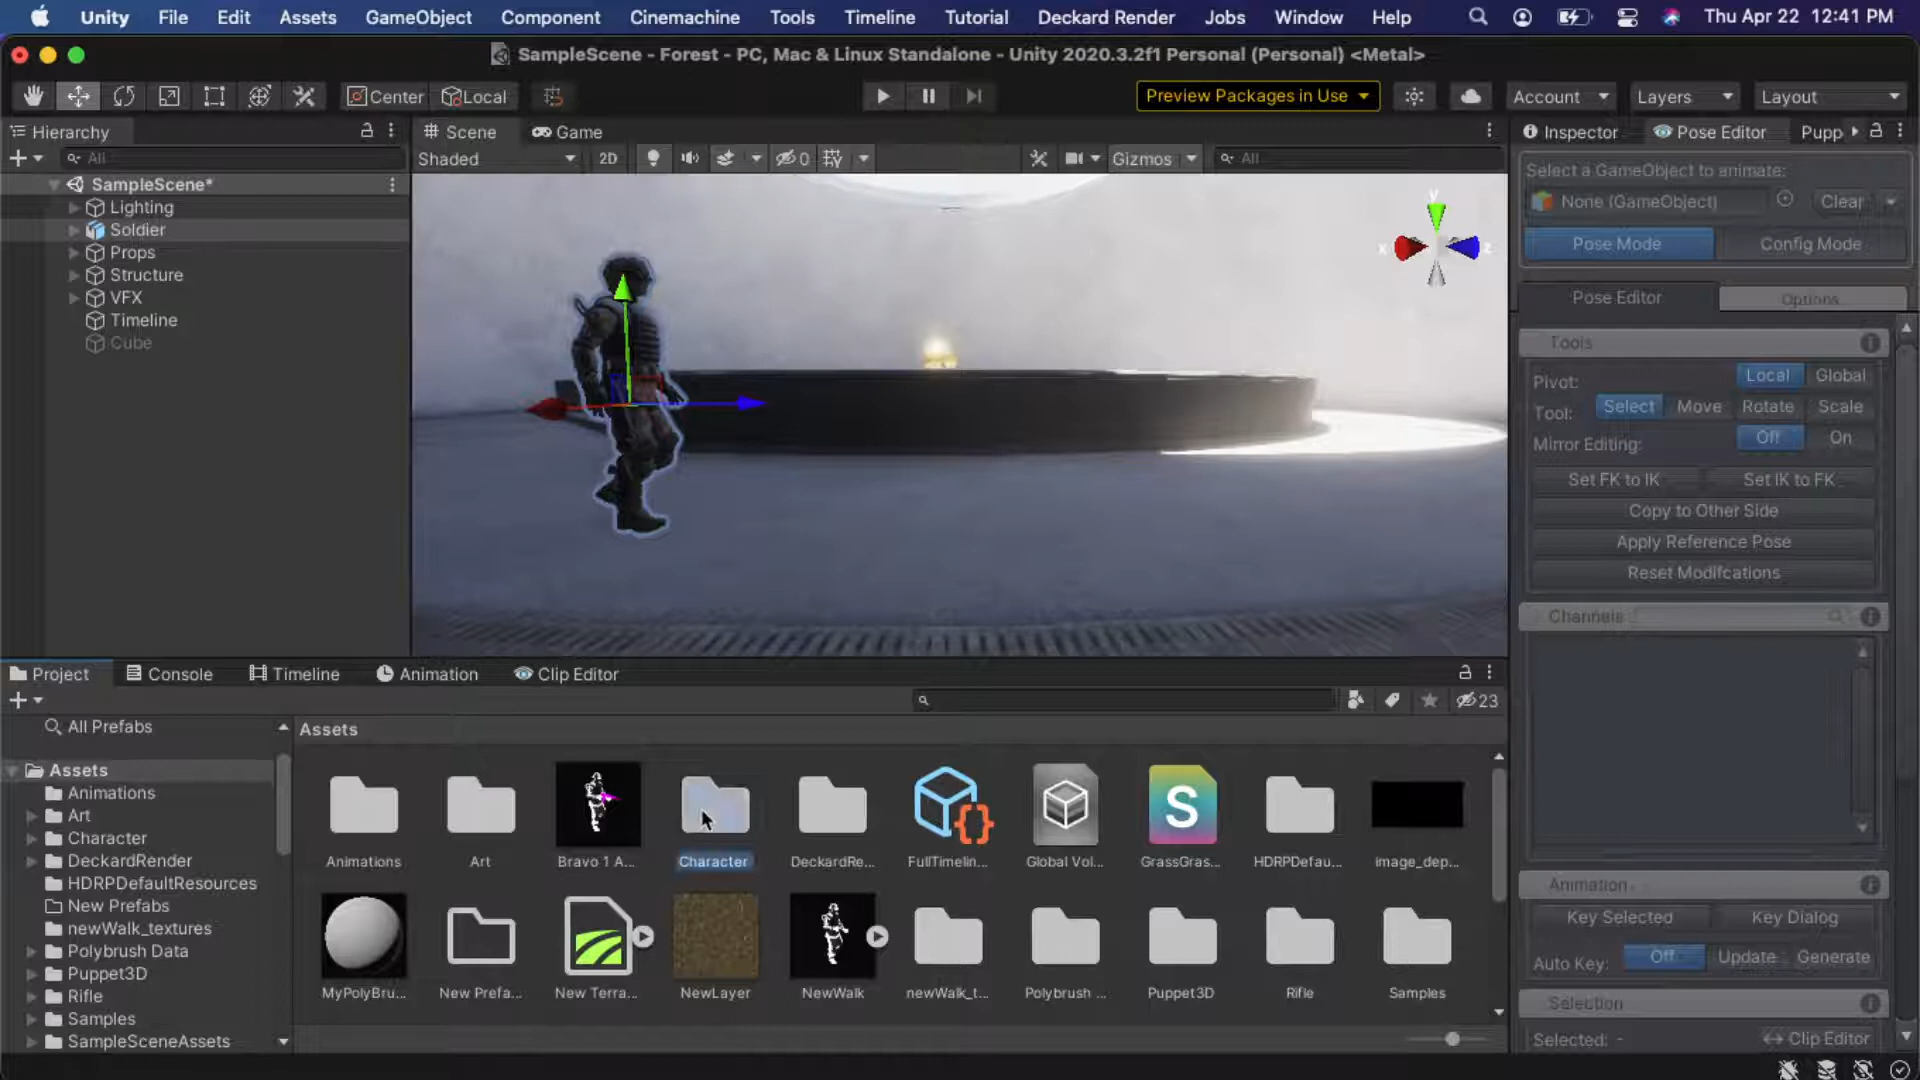 Unity File Edit Assets GameObject Component Cinemachine Tools Timeline Tutorial Deckard Render Jobs Window Help Thu Apr 22 12:41 PM
SampleScene - Forest - PC, Mac & Linux Standalone - Unity 2020.3.2f1 Personal (Personal) <Metal>
Center Local Preview Packages in Use Account Layers Layout
Hierarchy
All
SampleScene*
Lighting
Soldier
Props
Structure
VFX
Timeline
Cube
Scene Game
Shaded 2D 0 Gizmos All
y
x z
Inspector Pose Editor Pupp
Select a GameObject to animate:
None (GameObject) Clear
Pose Mode Config Mode
Pose Editor Options
Tools
Pivot: Local Global
Tool: Select Move Rotate Scale
Mirror Editing: Off On
Set FK to IK Set IK to FK
Copy to Other Side
Apply Reference Pose
Reset Modifcations
Channels
Animation
Key Selected Key Dialog
Auto Key: Off Update Generate
Selection
Selected: - Clip Editor
Project Console Timeline Animation Clip Editor
23
All Prefabs
Assets
Animations
Art
Character
DeckardRender
HDRPDefaultResources
New Prefabs
newWalk_textures
Polybrush Data
Puppet3D
Rifle
Samples
SampleSceneAssets
Assets
Animations Art Bravo 1 A... Character DeckardRe... FullTimelin... Global Vol... GrassGras... HDRPDefau... image_dep...
MyPolyBru... New Prefa... New Terra... NewLayer NewWalk newWalk_t... Polybrush ... Puppet3D Rifle Samples